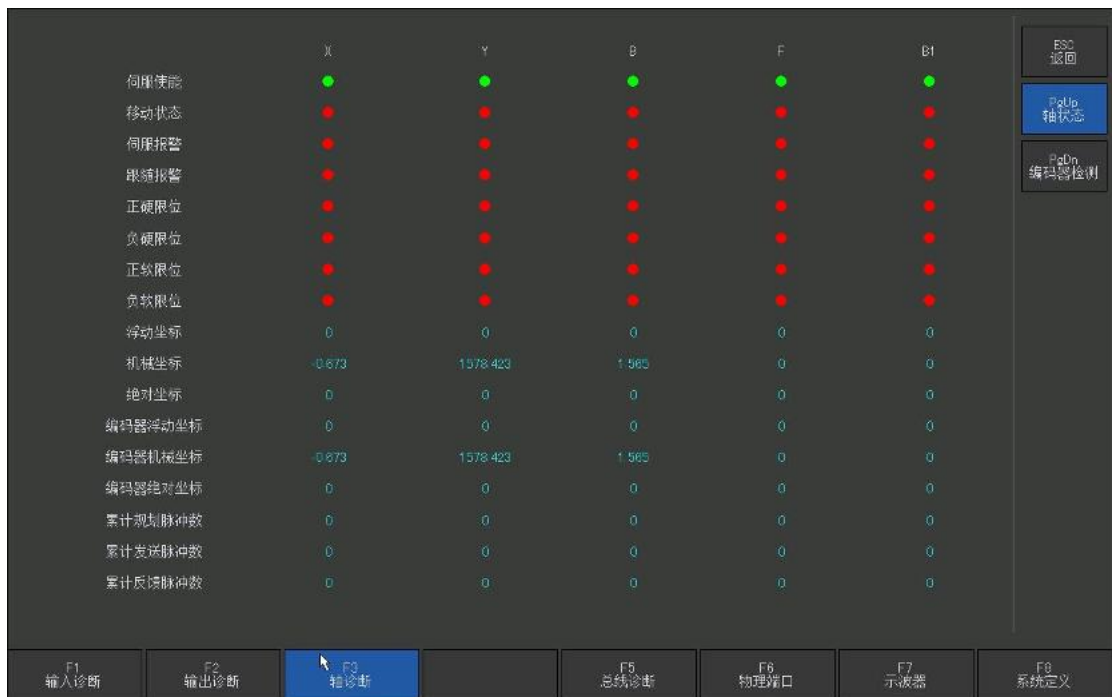 X Y B F B1
伺服使能
移动状态
伺服报警
跟随报警
正硬限位
负硬限位
正软限位
负软限位
浮动坐标 0 0 0 0 0
机械坐标 -0.673 1578.423 1.565 0 0
绝对坐标 0 0 0 0 0
编码器浮动坐标 0 0 0 0 0
编码器机械坐标 -0.673 1578.423 1.565 0 0
编码器绝对坐标 0 0 0 0 0
累计规划脉冲数 0 0 0 0 0
累计发送脉冲数 0 0 0 0 0
累计反馈脉冲数 0 0 0 0 0
ESC
返回
PgUp
轴状态
PgDn
编码器检测
F1
输入诊断
F2
输出诊断
F3
轴诊断
F5
总线诊断
F6
物理端口
F7
示波器
F8
系统定义